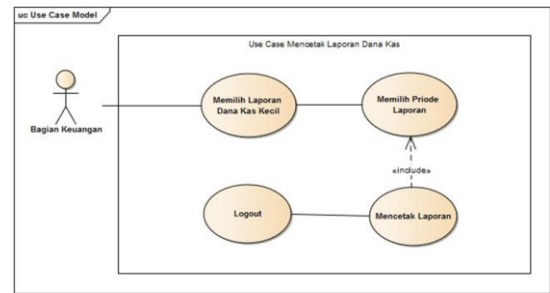 uc Use Case Model
Use Case Mencetak Laporan Dana Kas
Bagian Keuangan
Memilih Laporan
Dana Kas Kecil
Memilih Priode
Laporan
«include»
Logout
Mencetak Laporan